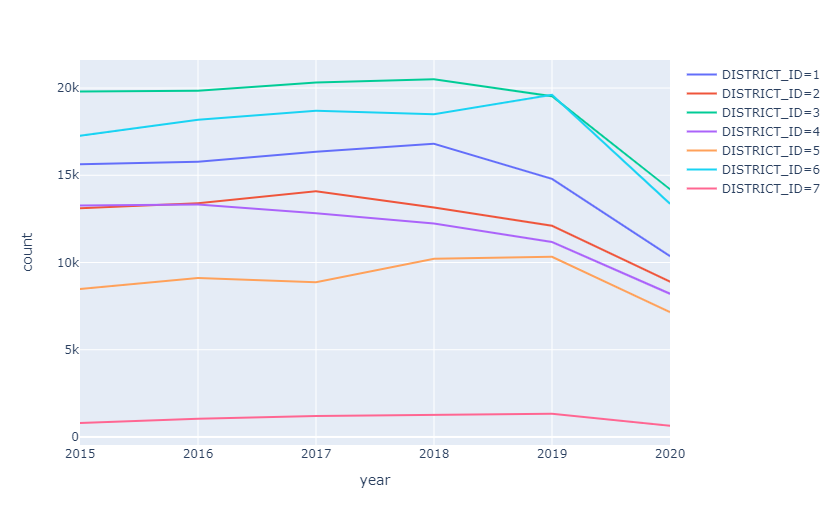 20k
15k
10k
5k
0
count
2015 2016 2017 2018 2019 2020
year
DISTRICT_ID=1
DISTRICT_ID=2
DISTRICT_ID=3
DISTRICT_ID=4
DISTRICT_ID=5
DISTRICT_ID=6
DISTRICT_ID=7